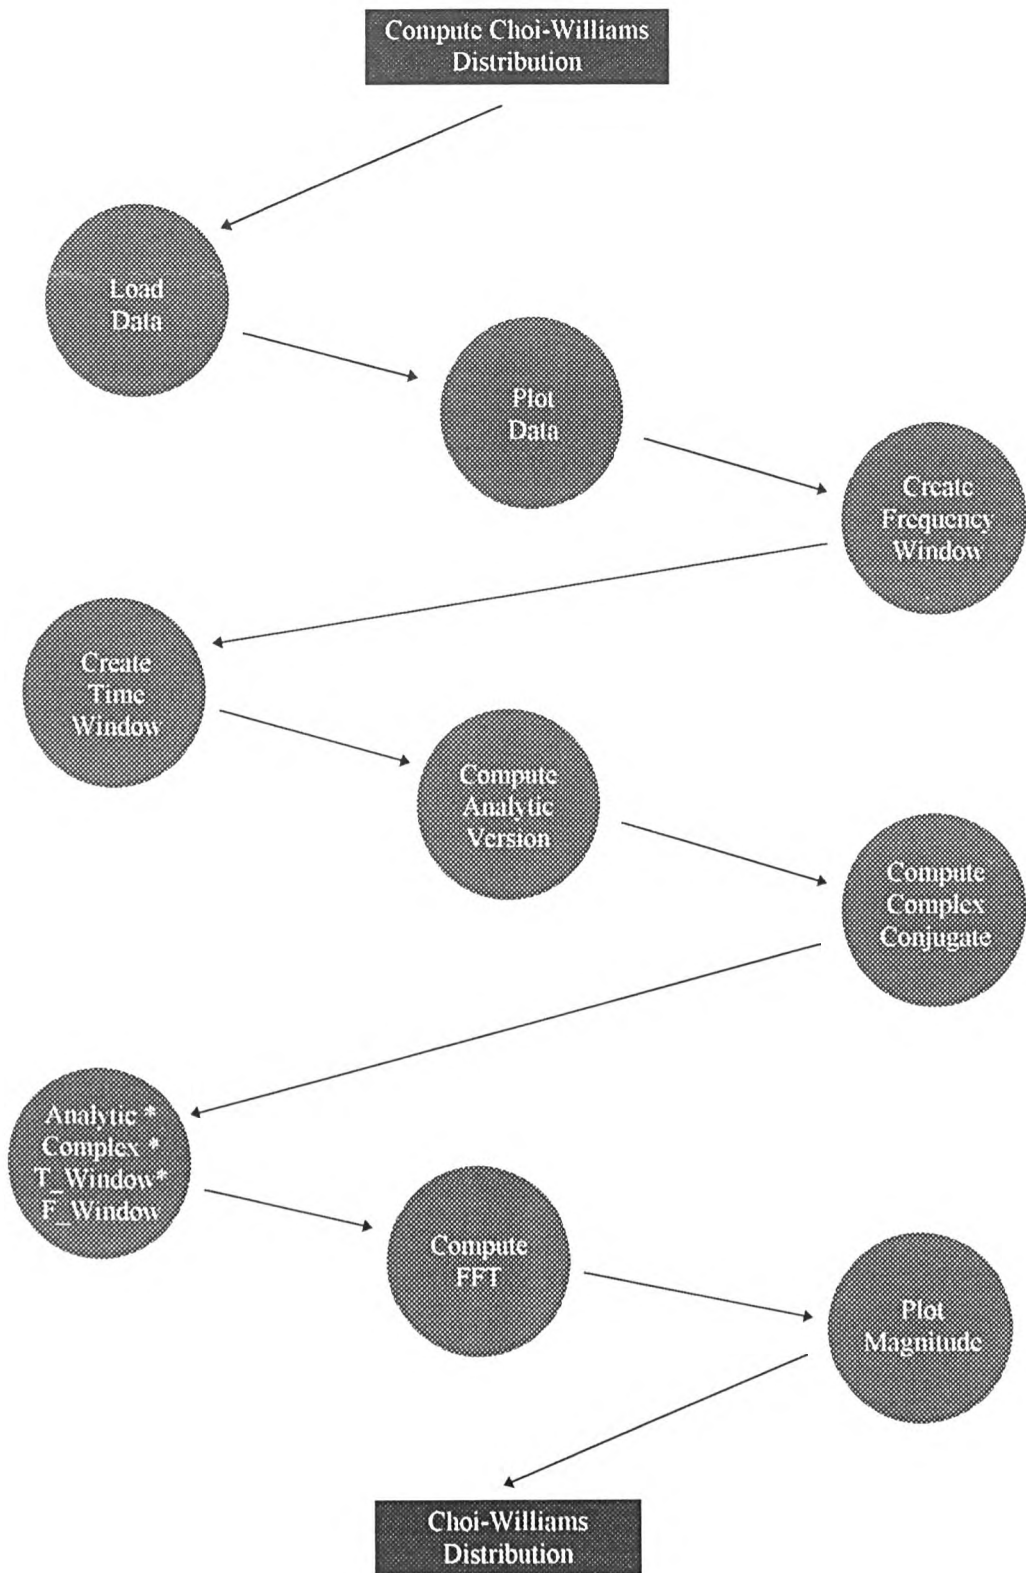 Compute Choi-Williams
Distribution
Load
Data
Plot
Data
Create
Frequency
Window
Create
Time
Window
Compute
Analytic
Version
Compute
Complex
Conjugate
Analytic *
Complex *
T_Window*
F_Window
Compute
FFT
Plot
Magnitude
Choi-Williams
Distribution